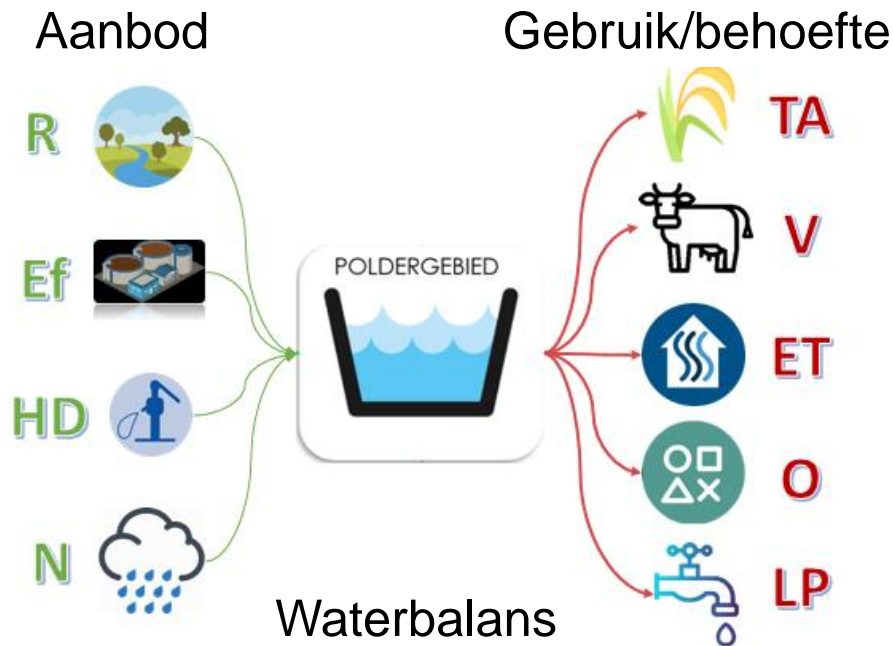 Aanbod
Gebruik/behoefte
R
Ef
HD
N
POLDERGEBIED
TA
V
ET
O
LP
Waterbalans